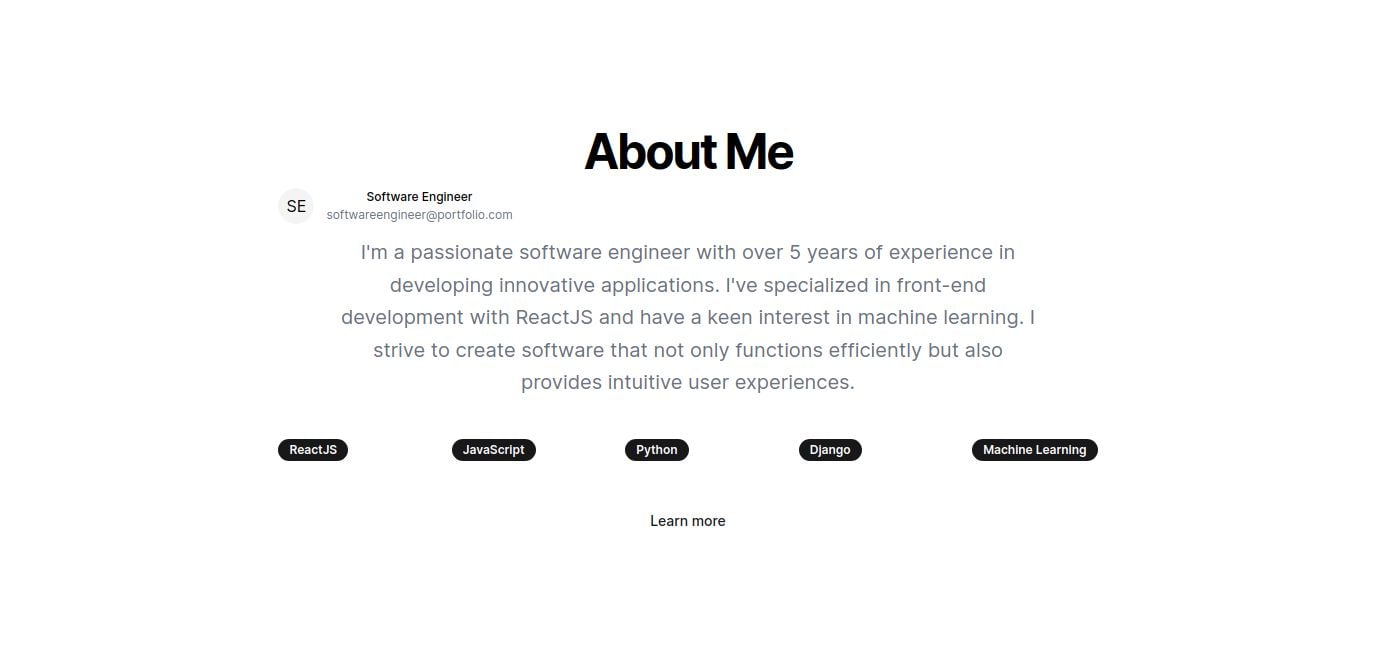 About Me
SE
Software Engineer
softwareengineer@portfolio.com
I'm a passionate software engineer with over 5 years of experience in
developing innovative applications. I've specialized in front-end
development with ReactJS and have a keen interest in machine learning. I
strive to create software that not only functions efficiently but also
provides intuitive user experiences.
ReactJS JavaScript Python Django Machine Learning
Learn more